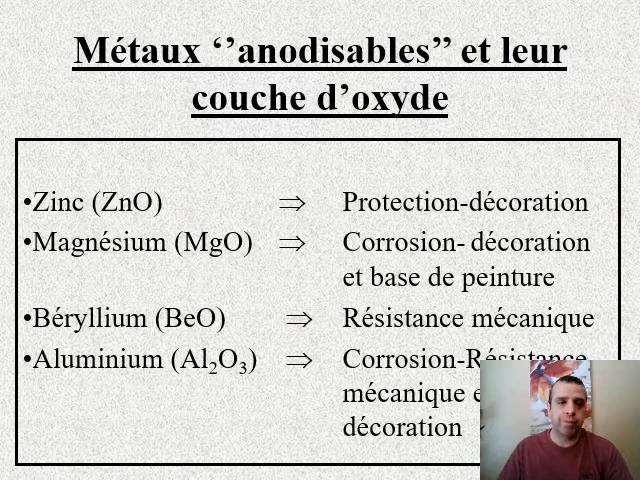 Métaux ‘’anodisables’’ et leur
couche d’oxyde
•Zinc (ZnO) ⇒ Protection-décoration
•Magnésium (MgO) ⇒ Corrosion- décoration
et base de peinture
•Béryllium (BeO) ⇒ Résistance mécanique
•Aluminium (Al₂O₃) ⇒ Corrosion-Résistance
mécanique
décoration